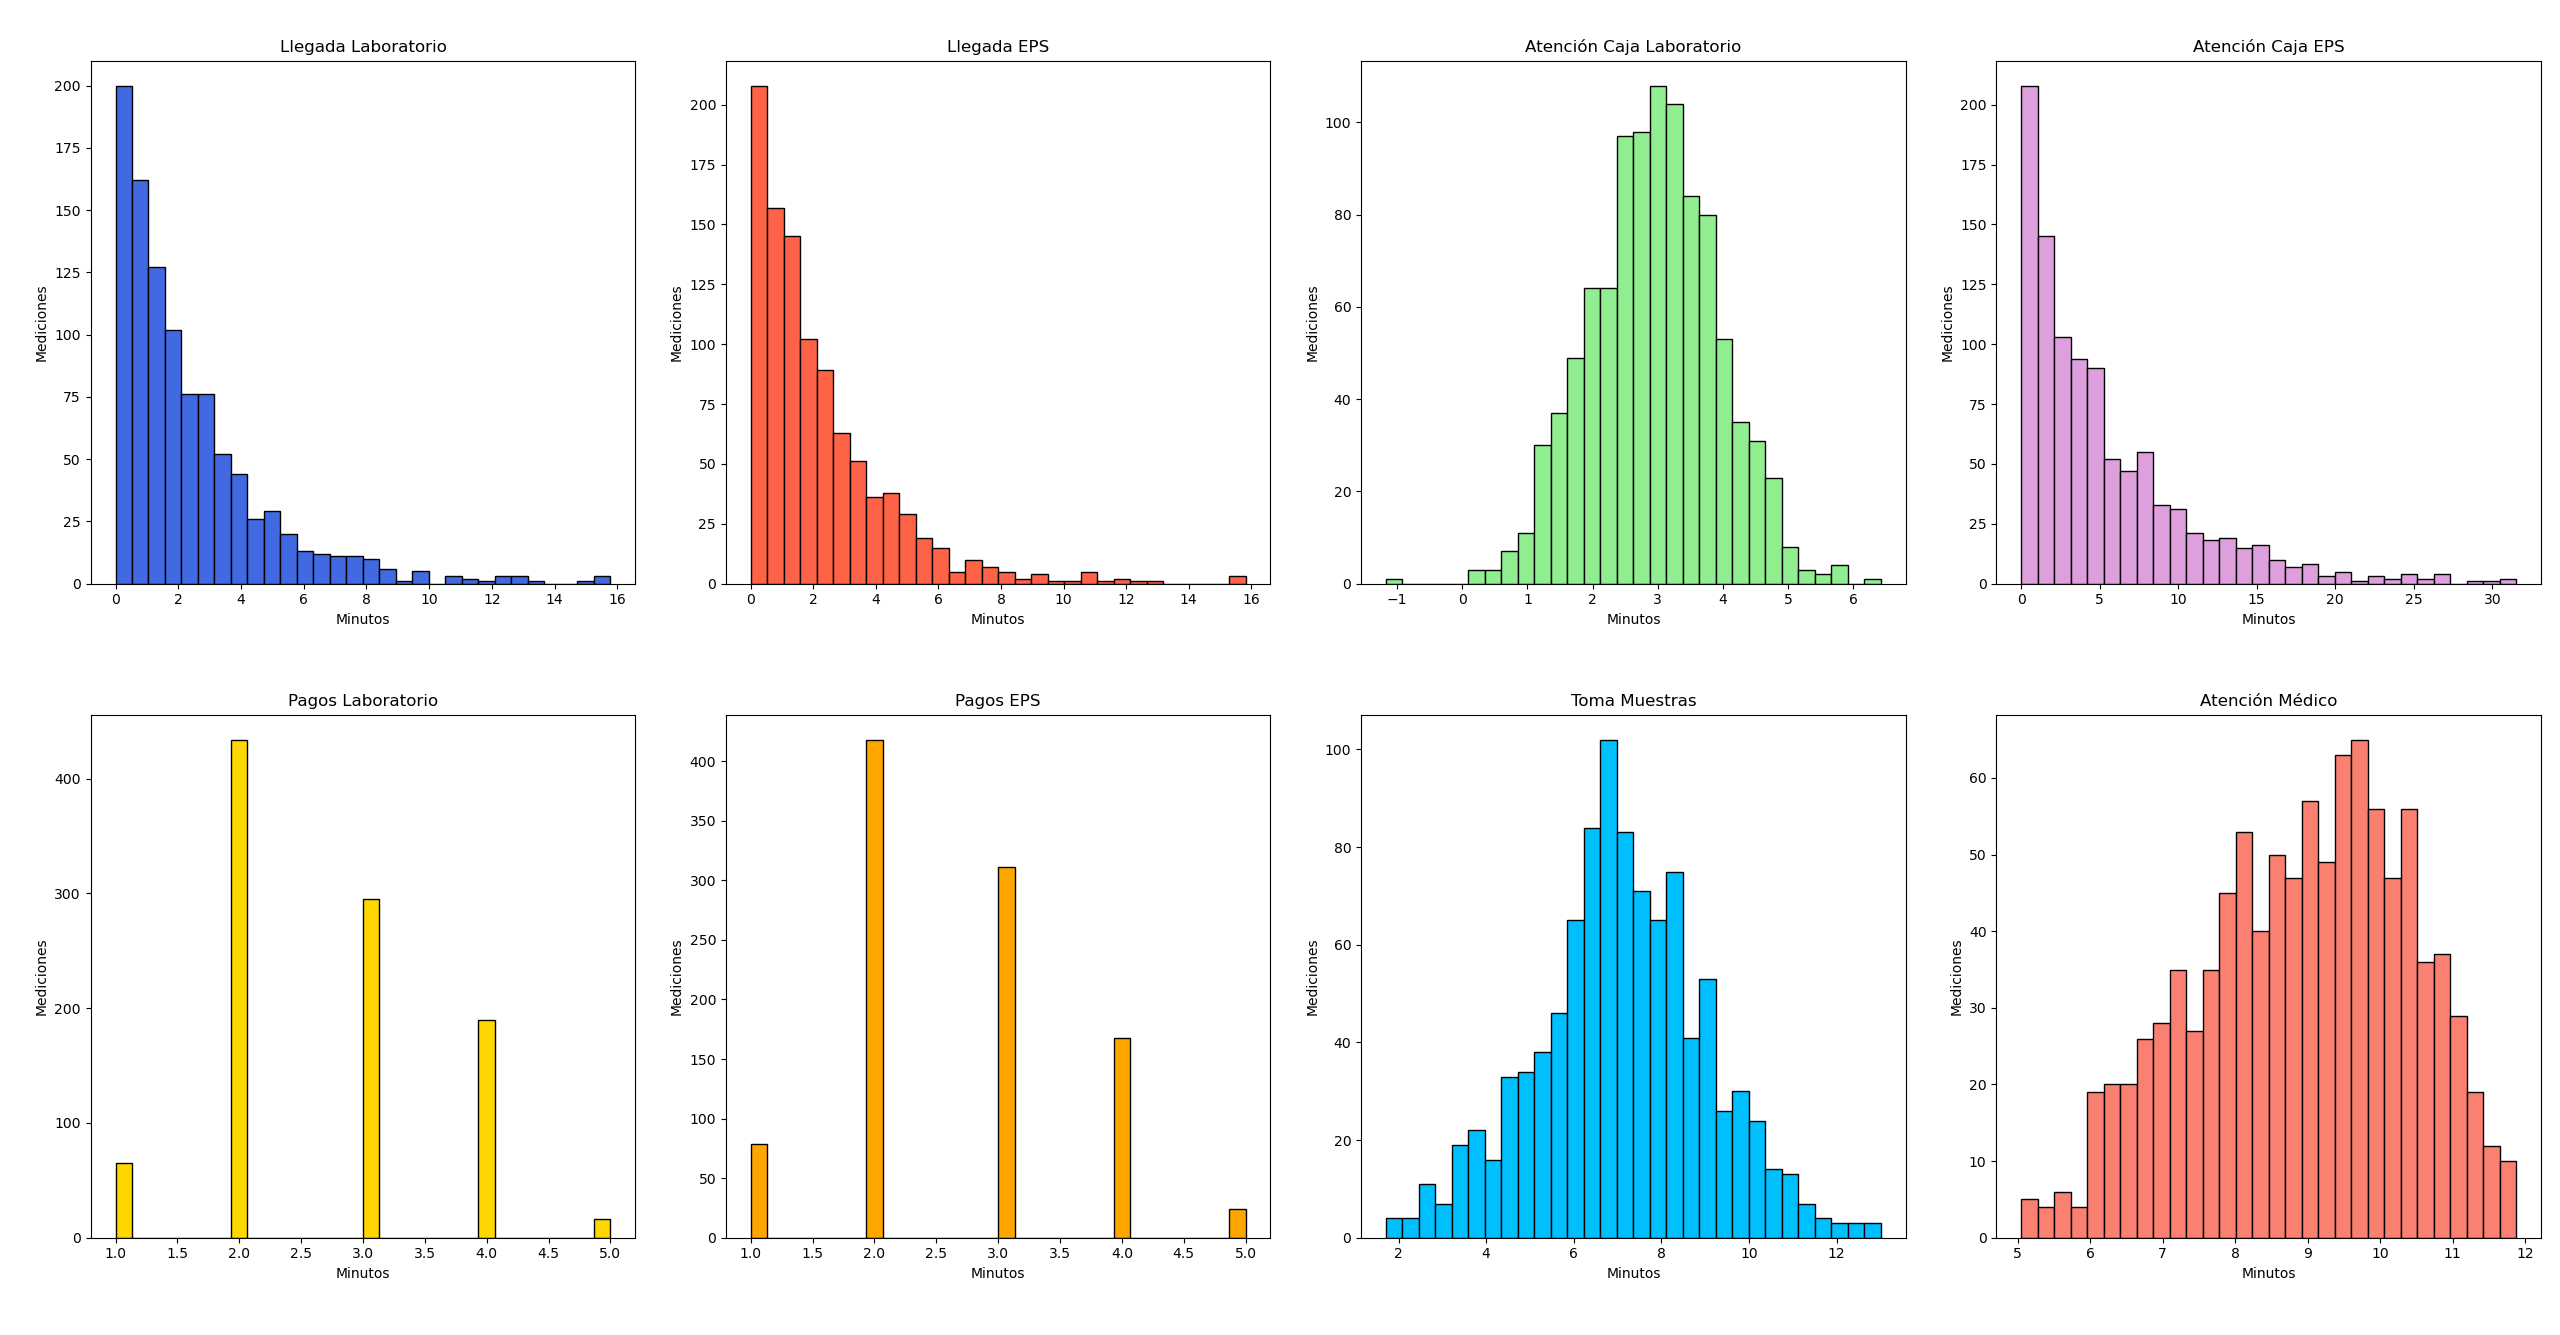 Llegada Laboratorio
Mediciones
200
175
150
125
100
75
50
25
0
0 2 4 6 8 10 12 14 16
Minutos
Llegada EPS
Mediciones
200
175
150
125
100
75
50
25
0
0 2 4 6 8 10 12 14 16
Minutos
Atención Caja Laboratorio
Mediciones
100
80
60
40
20
0
−1 0 1 2 3 4 5 6
Minutos
Atención Caja EPS
Mediciones
200
175
150
125
100
75
50
25
0
0 5 10 15 20 25 30
Minutos
Pagos Laboratorio
Mediciones
400
300
200
100
0
1.0 1.5 2.0 2.5 3.0 3.5 4.0 4.5 5.0
Minutos
Pagos EPS
Mediciones
400
350
300
250
200
150
100
50
0
1.0 1.5 2.0 2.5 3.0 3.5 4.0 4.5 5.0
Minutos
Toma Muestras
Mediciones
100
80
60
40
20
0
2 4 6 8 10 12
Minutos
Atención Médico
Mediciones
60
50
40
30
20
10
0
5 6 7 8 9 10 11 12
Minutos